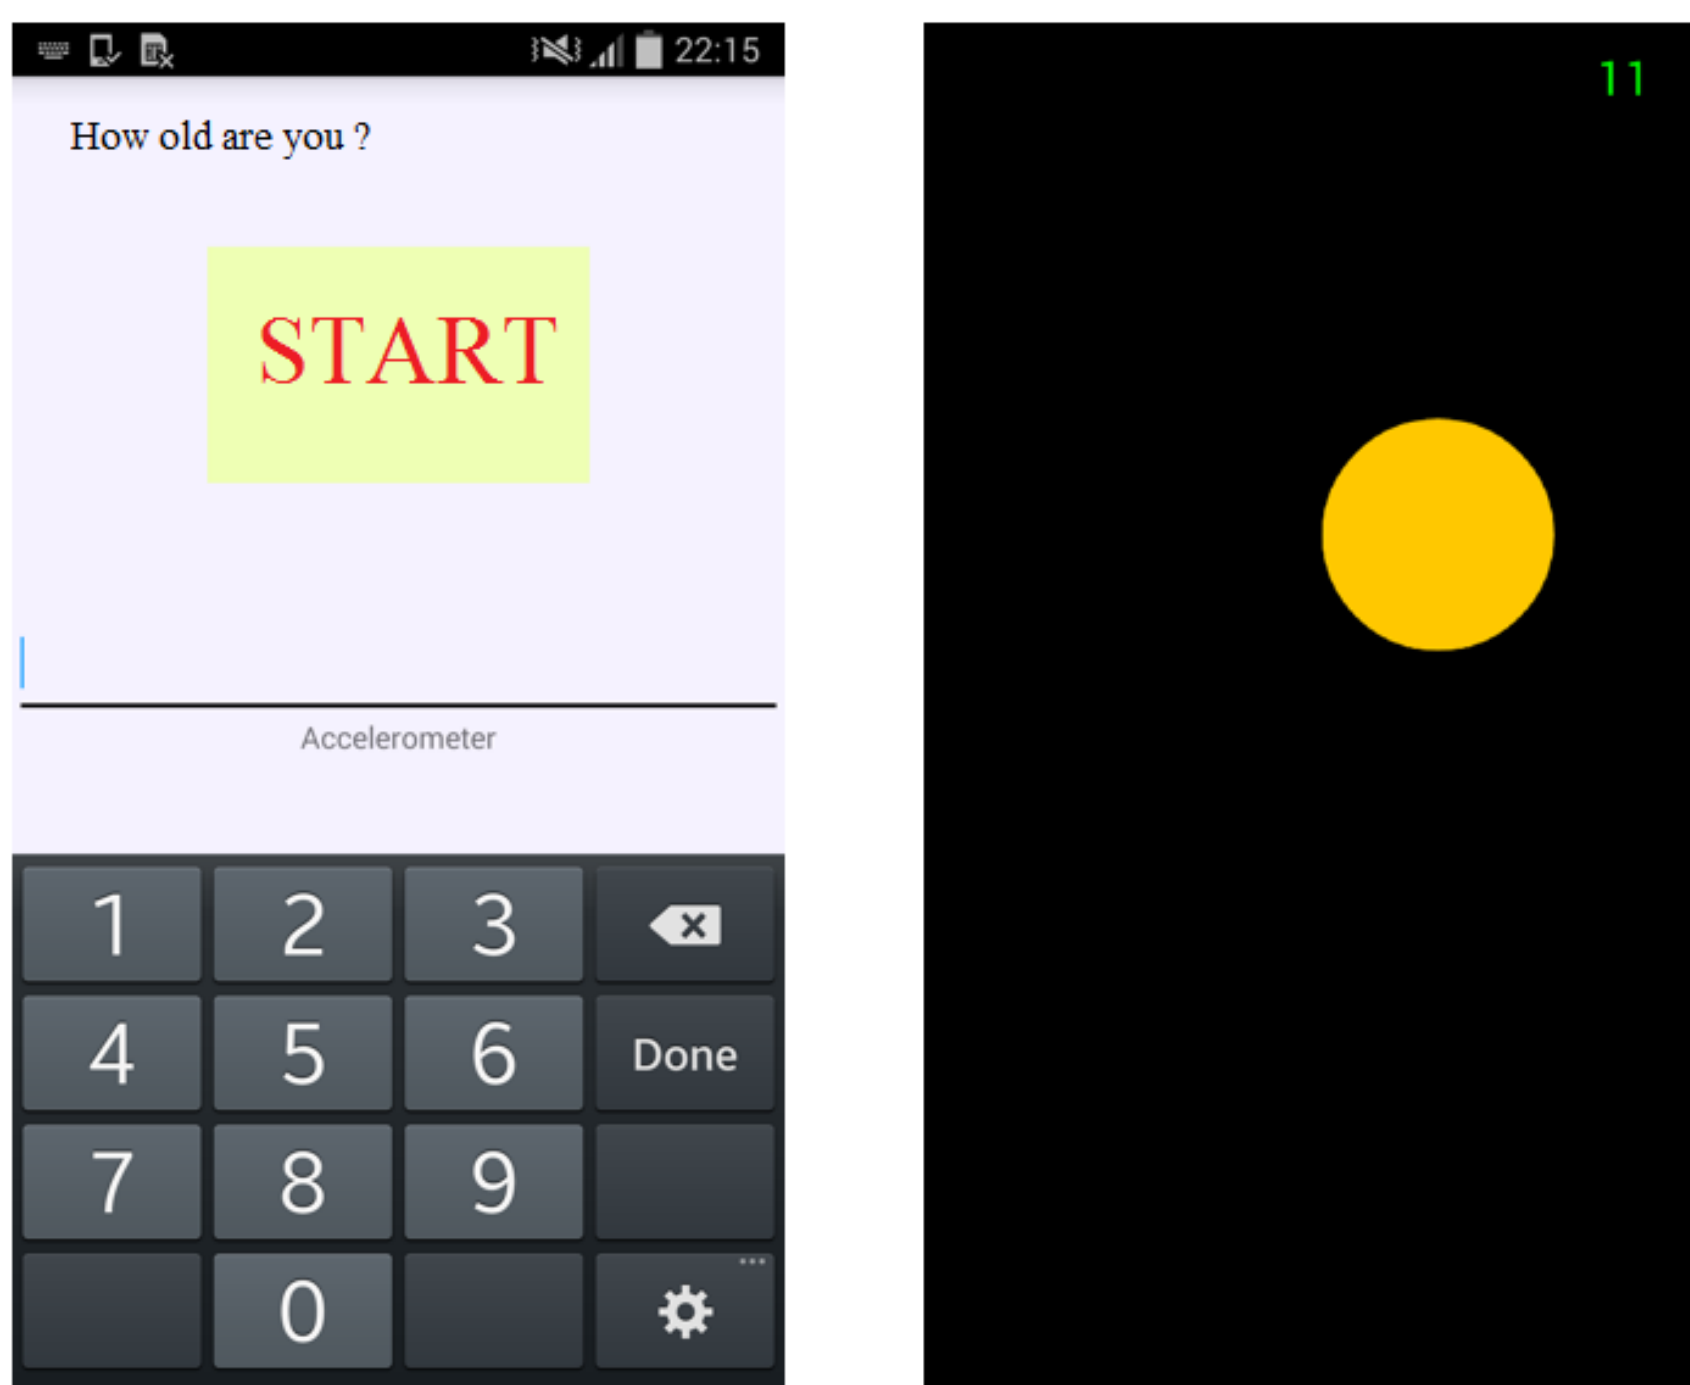 22:15
How old are you ?
START
Accelerometer
1 2 3
4 5 6 Done
7 8 9
0
11